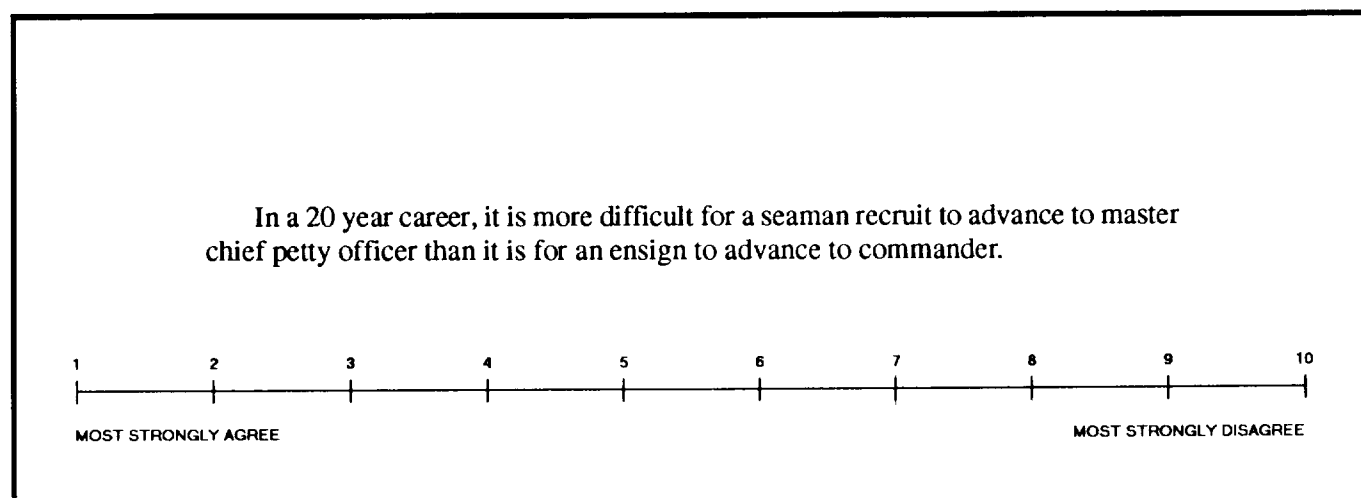 In a 20 year career, it is more difficult for a seaman recruit to advance to master
chief petty officer than it is for an ensign to advance to commander.
1 2 3 4 5 6 7 8 9 10
MOST STRONGLY AGREE MOST STRONGLY DISAGREE